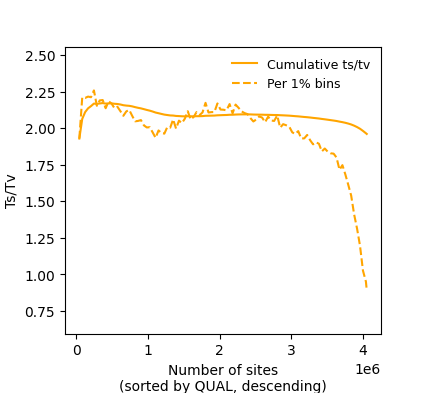 2.50
2.25
2.00
1.75
1.50
1.25
1.00
0.75
Ts/Tv
Cumulative ts/tv
Per 1% bins
0 1 2 3 4
1e6
Number of sites
(sorted by QUAL, descending)